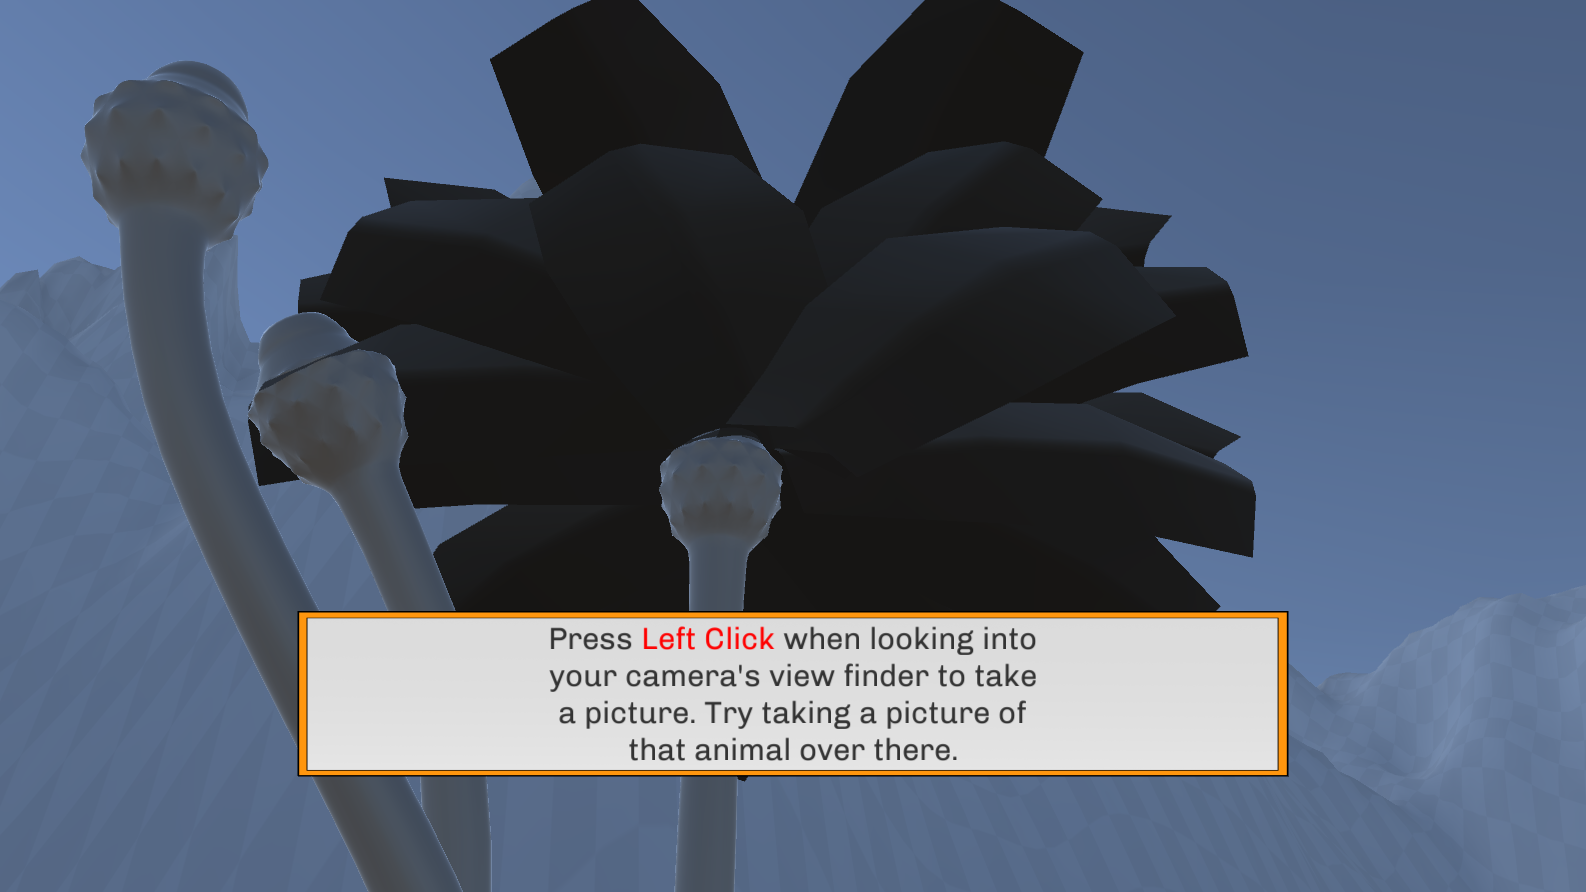 Press Left Click when looking into
your camera's view finder to take
a picture. Try taking a picture of
that animal over there.